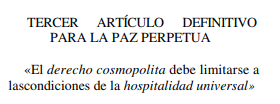 TERCER ARTÍCULO DEFINITIVO
PARA LA PAZ PERPETUA
«El derecho cosmopolita debe limitarse a
lascondiciones de la hospitalidad universal»